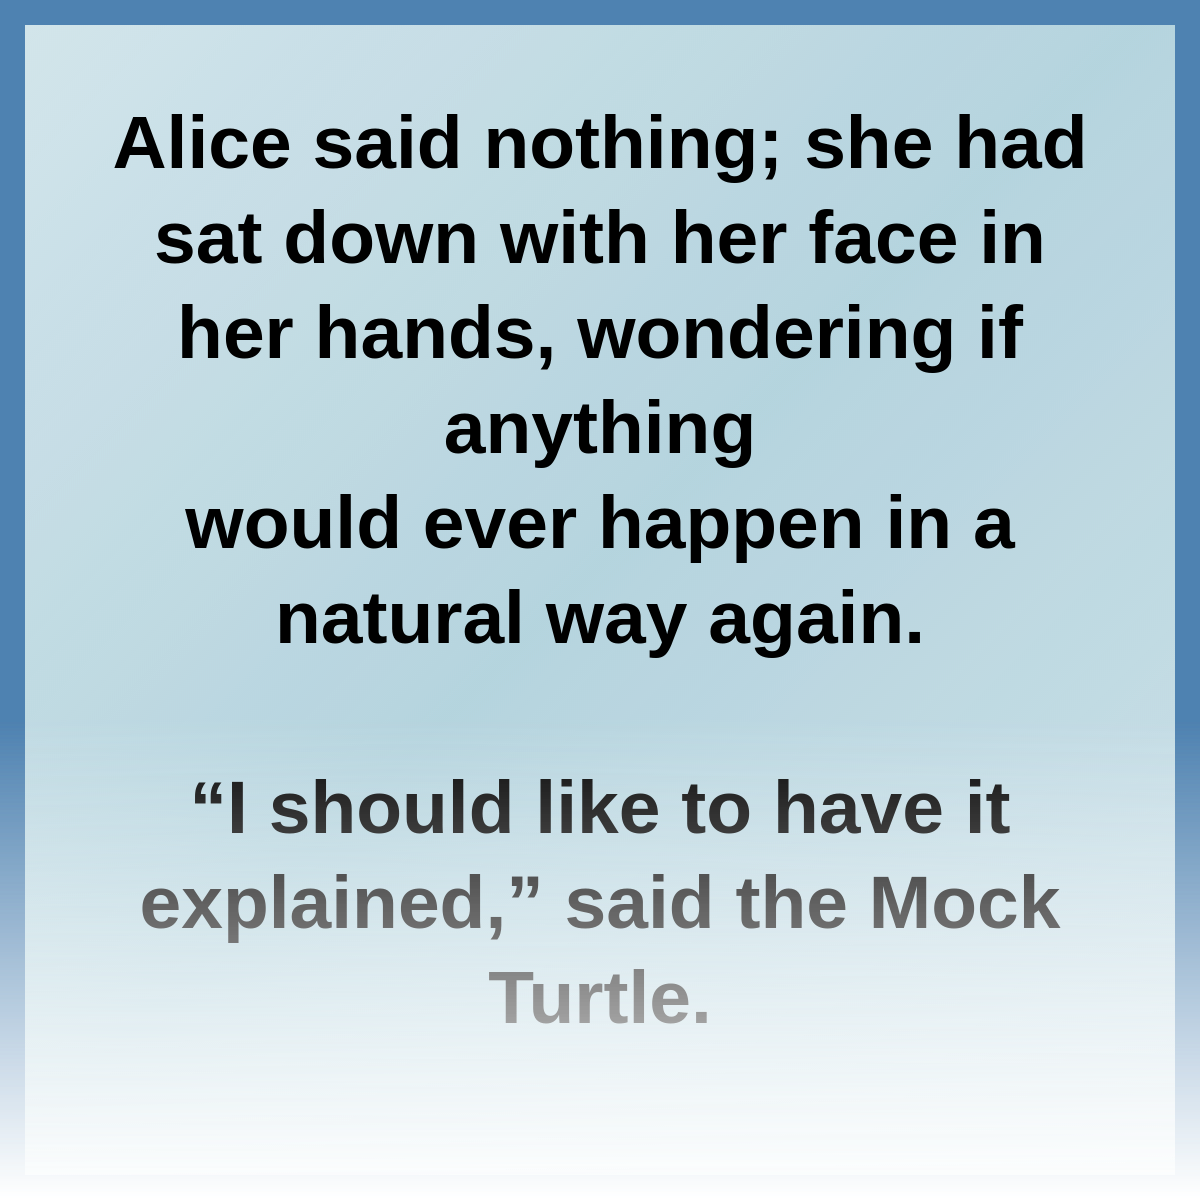 Alice said nothing; she had
sat down with her face in
her hands, wondering if
anything
would ever happen in a
natural way again.
“I should like to have it
explained,” said the Mock
Turtle.